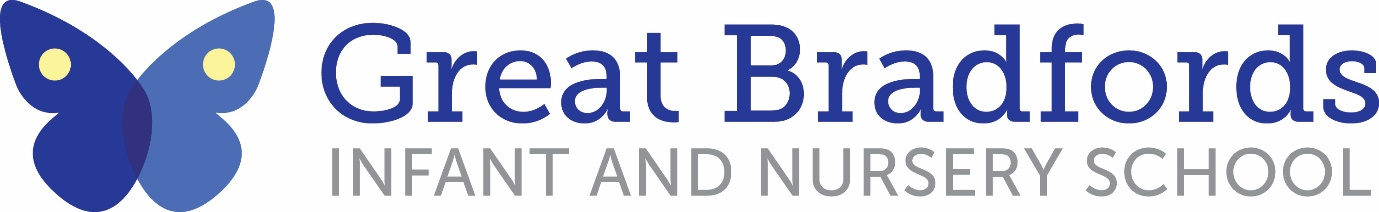 Great Bradfords
INFANT AND NURSERY SCHOOL